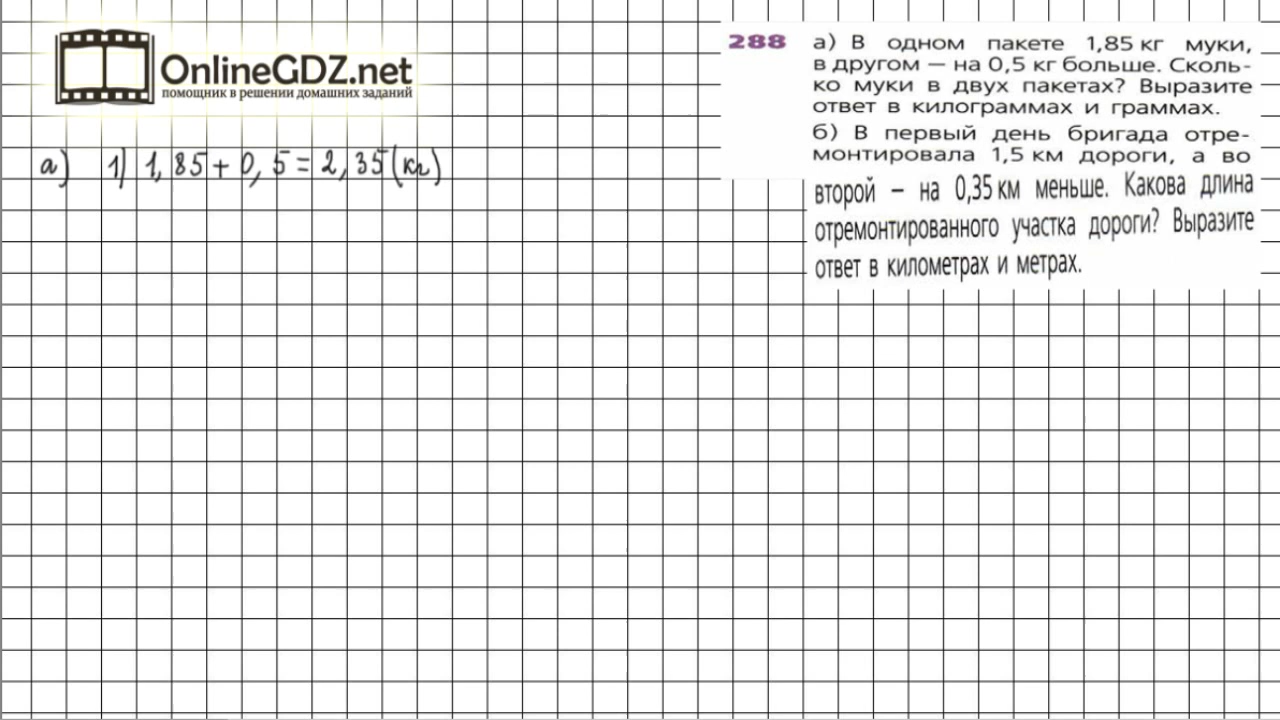 OnlineGDZ.net
помощник в решении домашних заданий
288 а) В одном пакете 1,85 кг муки,
в другом — на 0,5 кг больше. Сколь-
ко муки в двух пакетах? Выразите
ответ в килограммах и граммах.
б) В первый день бригада отре-
монтировала 1,5 км дороги, а во
второй – на 0,35 км меньше. Какова длина
отремонтированного участка дороги? Выразите
ответ в километрах и метрах.
а) 1) 1,85 + 0,5 = 2,35 (кг)